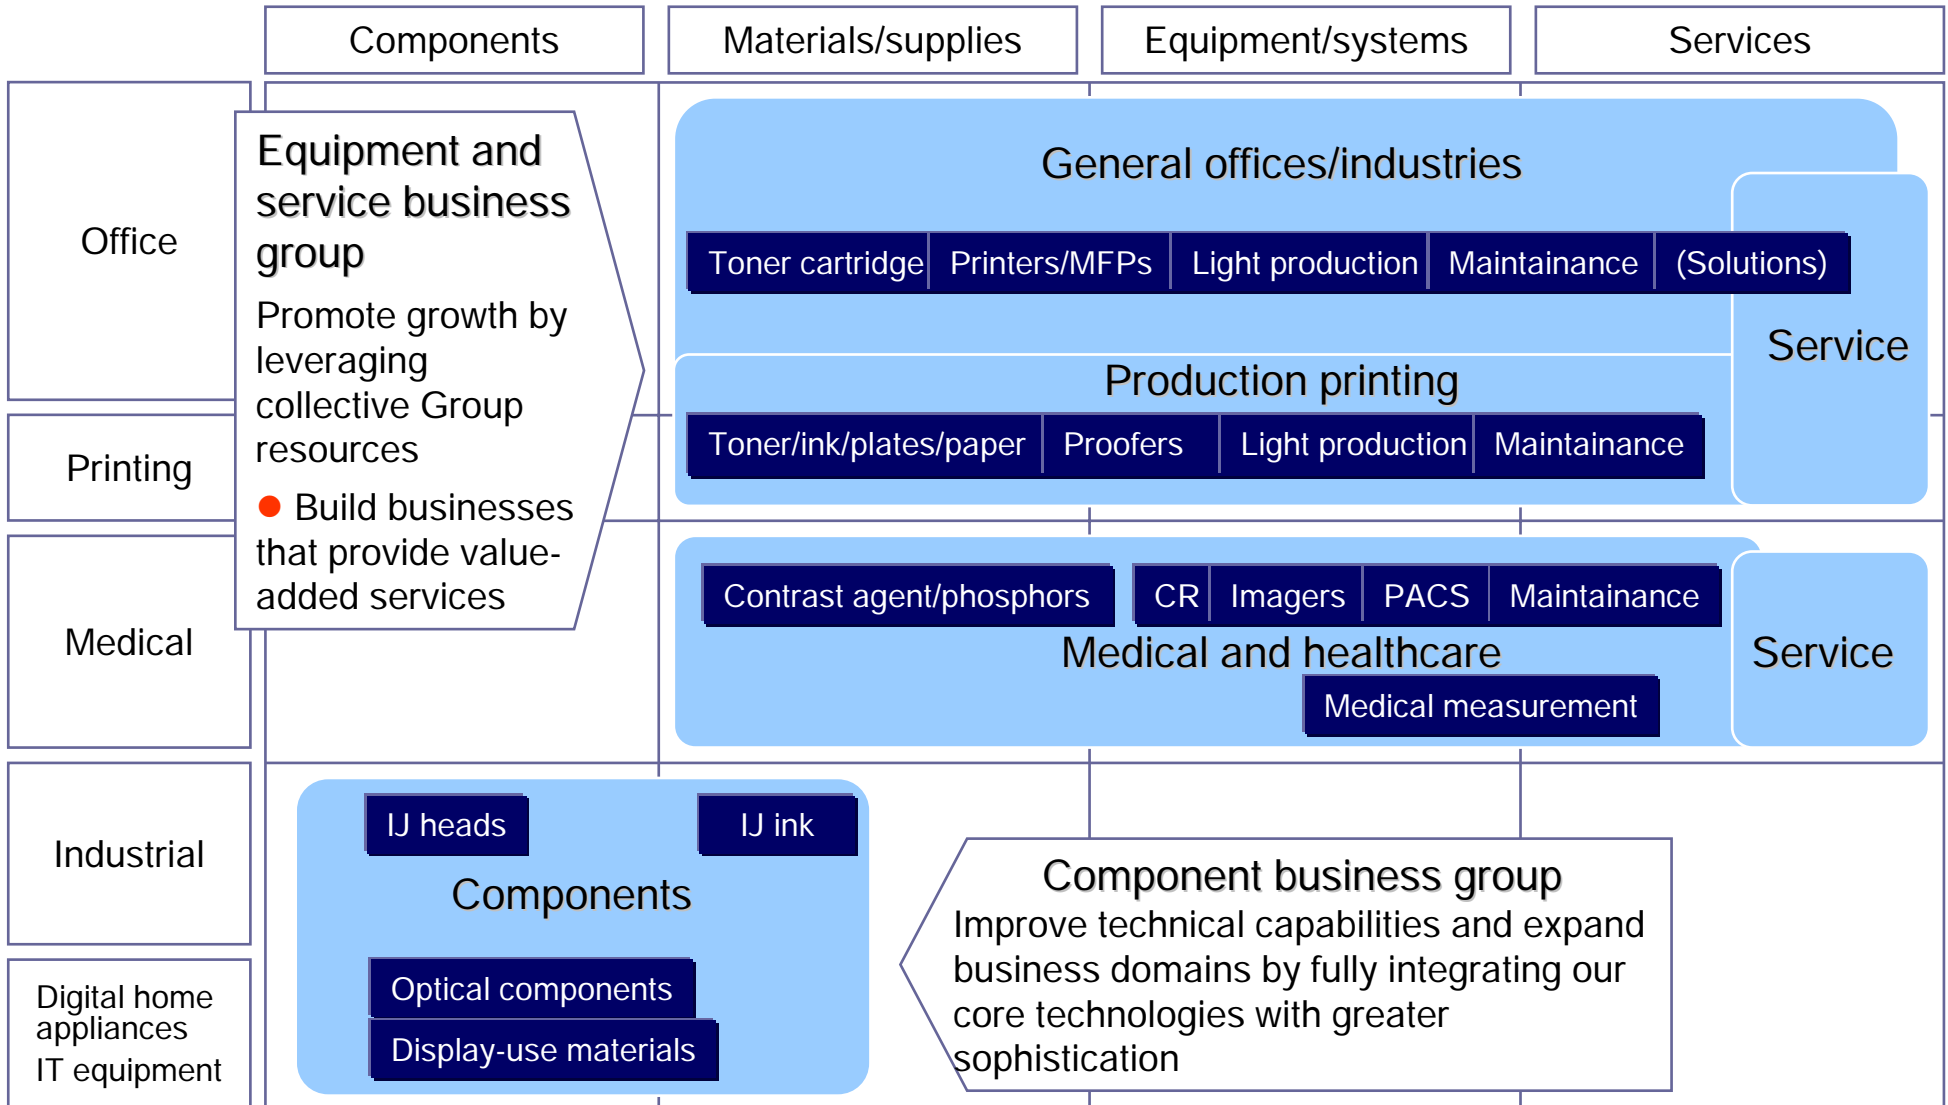 Components
Materials/supplies
Equipment/systems
Services
Office
Printing
Medical
Industrial
Digital home
appliances
IT equipment
Equipment and
service business
group
Promote growth by
leveraging
collective Group
resources
● Build businesses
that provide value-
added services
General offices/industries
Toner cartridge
Printers/MFPs
Light production
Maintainance
(Solutions)
Service
Production printing
Toner/ink/plates/paper
Proofers
Light production
Maintainance
Contrast agent/phosphors
CR
Imagers
PACS
Maintainance
Medical and healthcare
Service
Medical measurement
IJ heads
IJ ink
Components
Optical components
Display-use materials
Component business group
Improve technical capabilities and expand
business domains by fully integrating our
core technologies with greater
sophistication